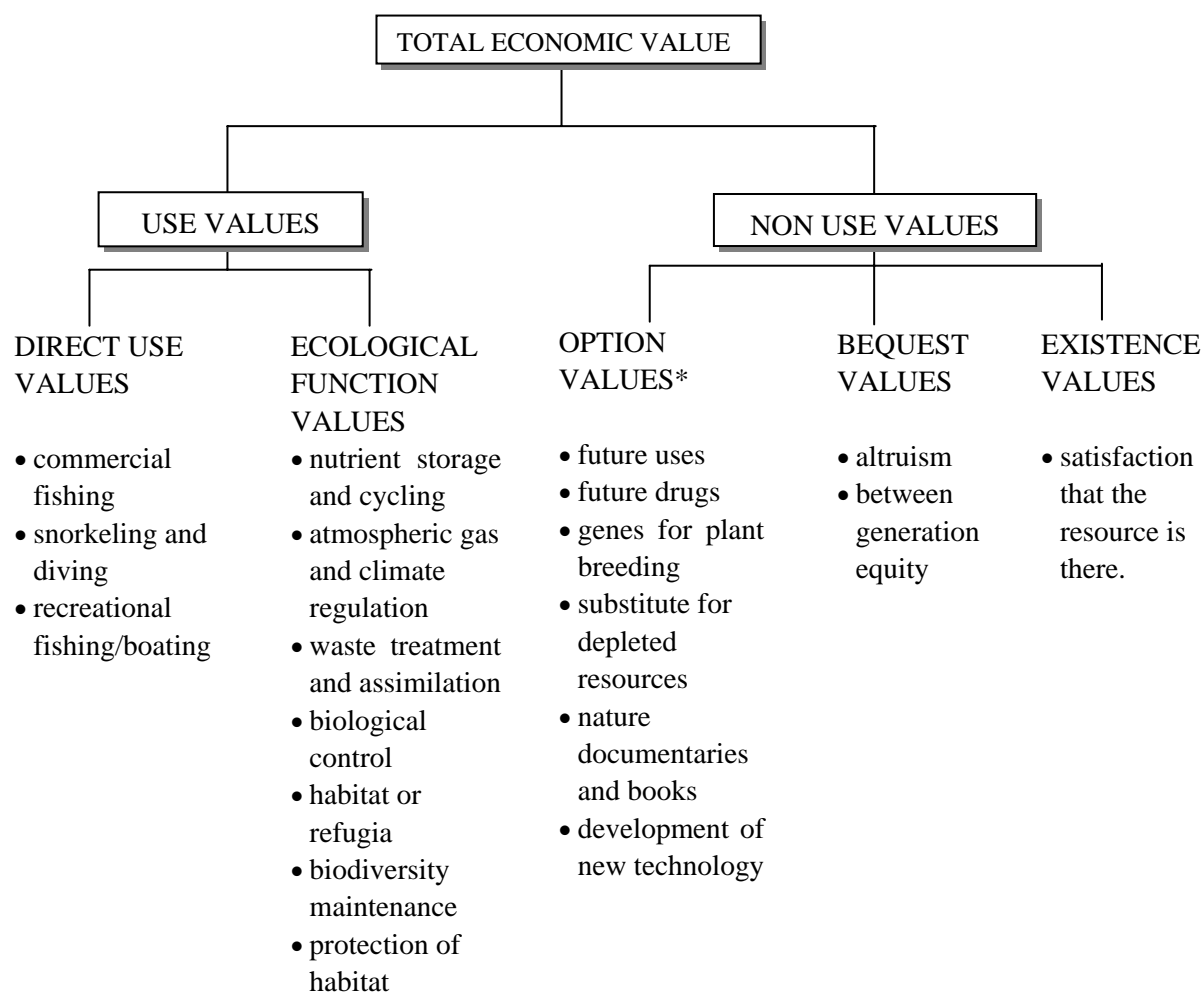 TOTAL ECONOMIC VALUE
USE VALUES
NON USE VALUES
DIRECT USE
VALUES
• commercial
fishing
• snorkeling and
diving
• recreational
fishing/boating
ECOLOGICAL
FUNCTION
VALUES
• nutrient storage
and cycling
• atmospheric gas
and climate
regulation
• waste treatment
and assimilation
• biological
control
• habitat or
refugia
• biodiversity
maintenance
• protection of
habitat
OPTION
VALUES*
• future uses
• future drugs
• genes for plant
breeding
• substitute for
depleted
resources
• nature
documentaries
and books
• development of
new technology
BEQUEST
VALUES
• altruism
• between
generation
equity
EXISTENCE
VALUES
• satisfaction
that the
resource is
there.